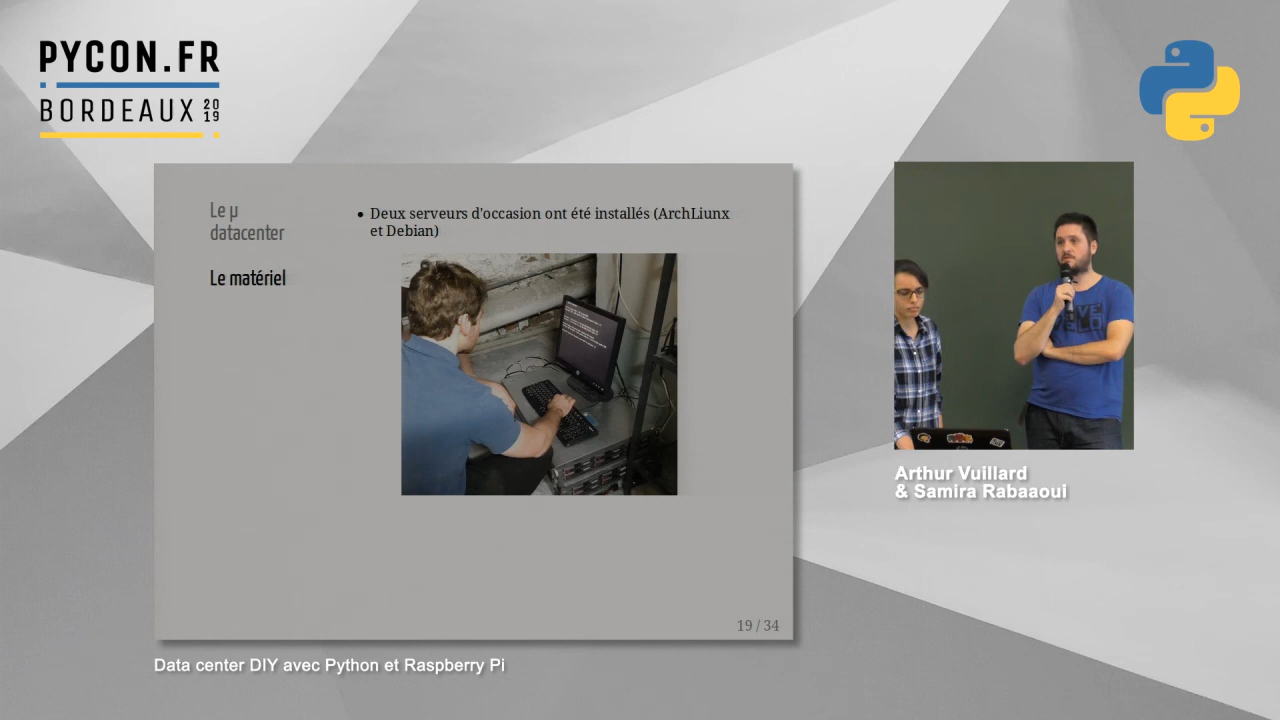 PYCON.FR
BORDEAUX 20 19
Le µ
datacenter
Le matériel
• Deux serveurs d'occasion ont été installés (ArchLiunx
et Debian)
19 / 34
Arthur Vuillard
& Samira Rabaaoui
Data center DIY avec Python et Raspberry Pi